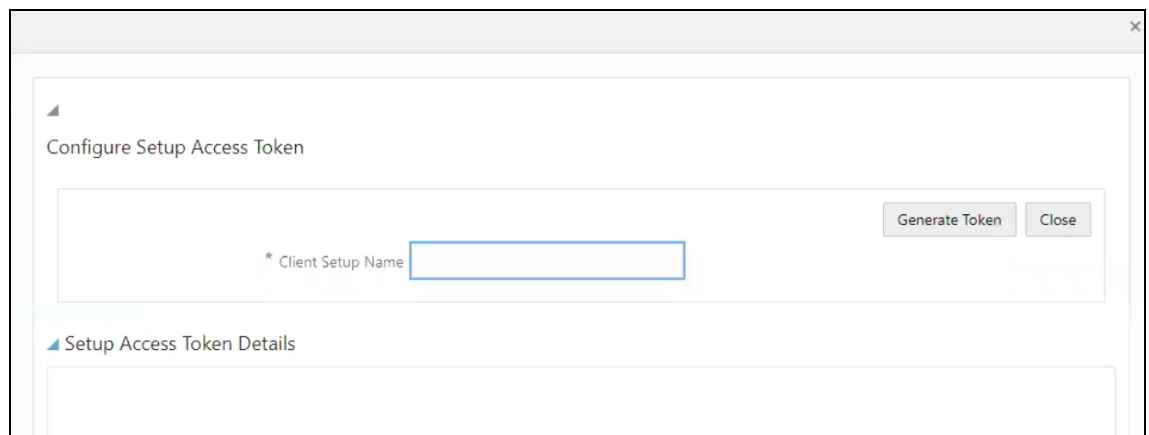 Configure Setup Access Token
Generate Token Close
* Client Setup Name
Setup Access Token Details